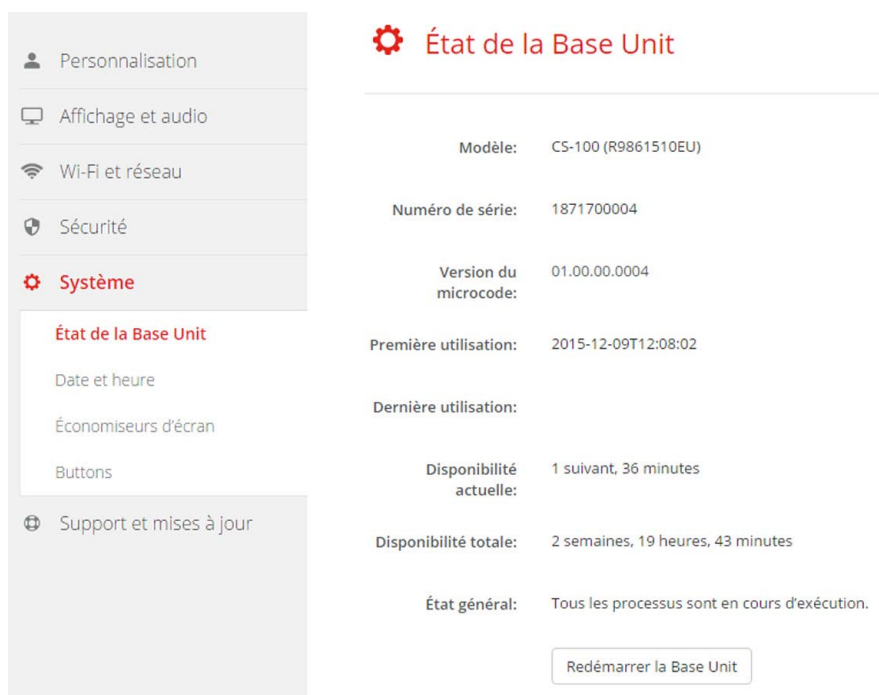 Personnalisation
Affichage et audio
Wi-Fi et réseau
Sécurité
Système
État de la Base Unit
Date et heure
Économiseurs d'écran
Buttons
Support et mises à jour
État de la Base Unit
Modèle: CS-100 (R9861510EU)
Numéro de série: 1871700004
Version du
microcode: 01.00.00.0004
Première utilisation: 2015-12-09T12:08:02
Dernière utilisation:
Disponibilité
actuelle: 1 suivant, 36 minutes
Disponibilité totale: 2 semaines, 19 heures, 43 minutes
État général: Tous les processus sont en cours d'exécution.
Redémarrer la Base Unit